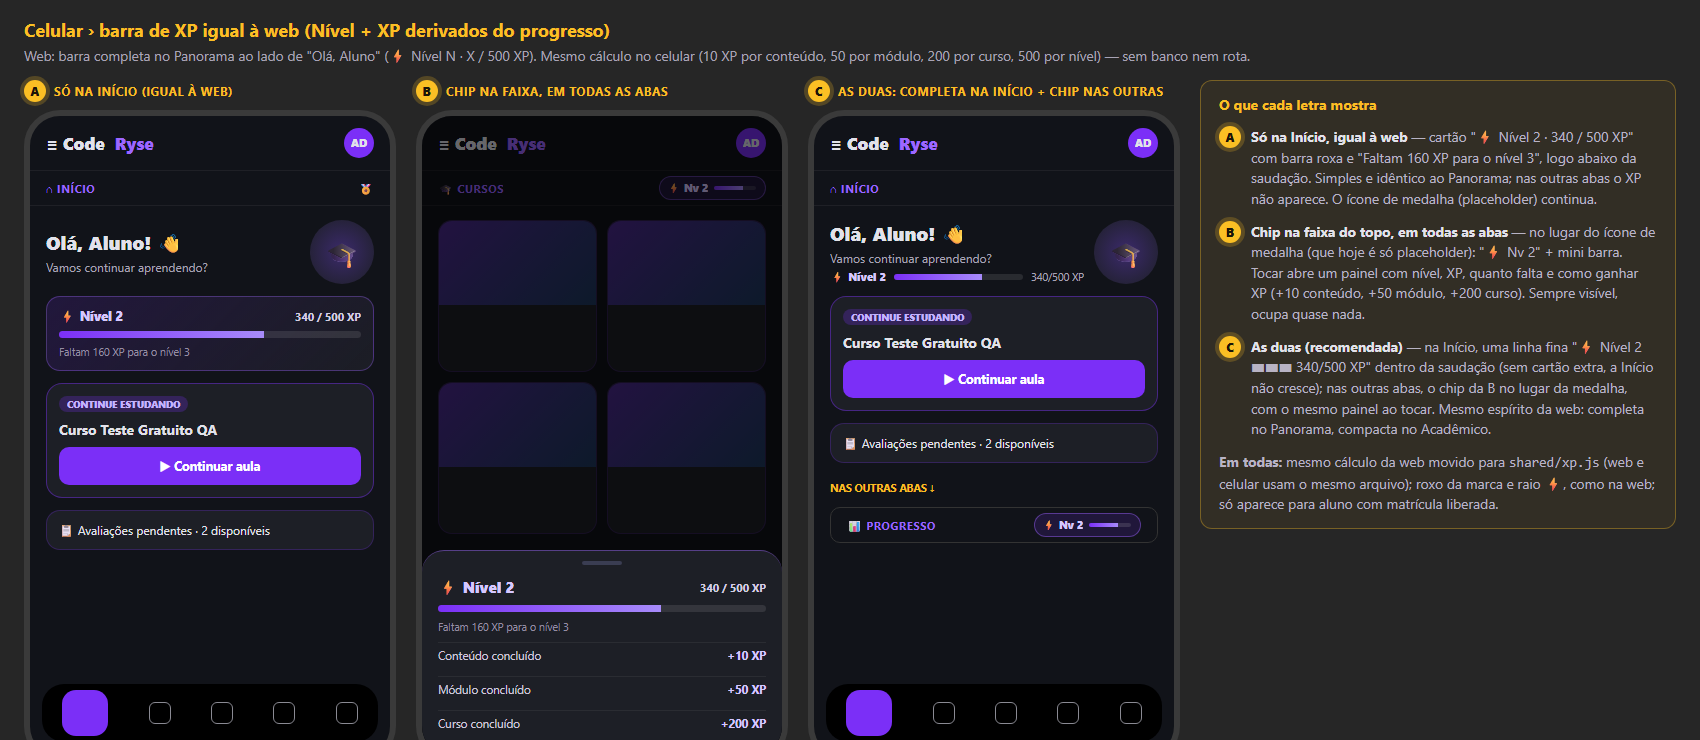 Celular › barra de XP igual à web (Nível + XP derivados do progresso)
Web: barra completa no Panorama ao lado de "Olá, Aluno" (⚡ Nível N · X / 500 XP). Mesmo cálculo no celular (10 XP por conteúdo, 50 por módulo, 200 por curso, 500 por nível) — sem banco nem rota.
A SÓ NA INÍCIO (IGUAL À WEB)
≡ Code Ryse
AD
∩ INÍCIO
🏅
Olá, Aluno! 👋
🎓
Vamos continuar aprendendo?
⚡ Nível 2
340 / 500 XP
Faltam 160 XP para o nível 3
CONTINUE ESTUDANDO
Curso Teste Gratuito QA
▶ Continuar aula
📋 Avaliações pendentes · 2 disponíveis
B CHIP NA FAIXA, EM TODAS AS ABAS
≡ Code Ryse
AD
🎓 CURSOS
⚡ Nv 2
⚡ Nível 2
340 / 500 XP
Faltam 160 XP para o nível 3
Conteúdo concluído
+10 XP
Módulo concluído
+50 XP
Curso concluído
+200 XP
C AS DUAS: COMPLETA NA INÍCIO + CHIP NAS OUTRAS
≡ Code Ryse
AD
∩ INÍCIO
Olá, Aluno! 👋
🎓
Vamos continuar aprendendo?
⚡ Nível 2
340/500 XP
CONTINUE ESTUDANDO
Curso Teste Gratuito QA
▶ Continuar aula
📋 Avaliações pendentes · 2 disponíveis
NAS OUTRAS ABAS ↓
📊 PROGRESSO
⚡ Nv 2
O que cada letra mostra
A Só na Início, igual à web — cartão "⚡ Nível 2 · 340 / 500 XP"
com barra roxa e "Faltam 160 XP para o nível 3", logo abaixo da
saudação. Simples e idêntico ao Panorama; nas outras abas o XP
não aparece. O ícone de medalha (placeholder) continua.
B Chip na faixa do topo, em todas as abas — no lugar do ícone de
medalha (que hoje é só placeholder): "⚡ Nv 2" + mini barra.
Tocar abre um painel com nível, XP, quanto falta e como ganhar
XP (+10 conteúdo, +50 módulo, +200 curso). Sempre visível,
ocupa quase nada.
C As duas (recomendada) — na Início, uma linha fina "⚡ Nível 2
▬▬▬ 340/500 XP" dentro da saudação (sem cartão extra, a Início
não cresce); nas outras abas, o chip da B no lugar da medalha,
com o mesmo painel ao tocar. Mesmo espírito da web: completa
no Panorama, compacta no Acadêmico.
Em todas: mesmo cálculo da web movido para shared/xp.js (web e
celular usam o mesmo arquivo); roxo da marca e raio ⚡, como na web;
só aparece para aluno com matrícula liberada.